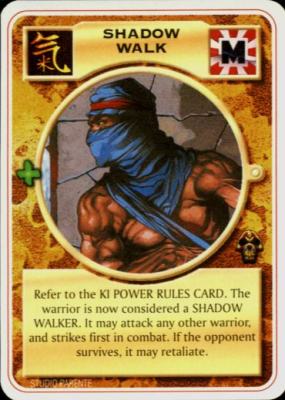 氣
SHADOW
WALK
M
Refer to the KI POWER RULES CARD. The
warrior is now considered a SHADOW
WALKER. It may attack any other warrior,
and strikes first in combat. If the opponent
survives, it may retaliate.
STUDIO PARENTE